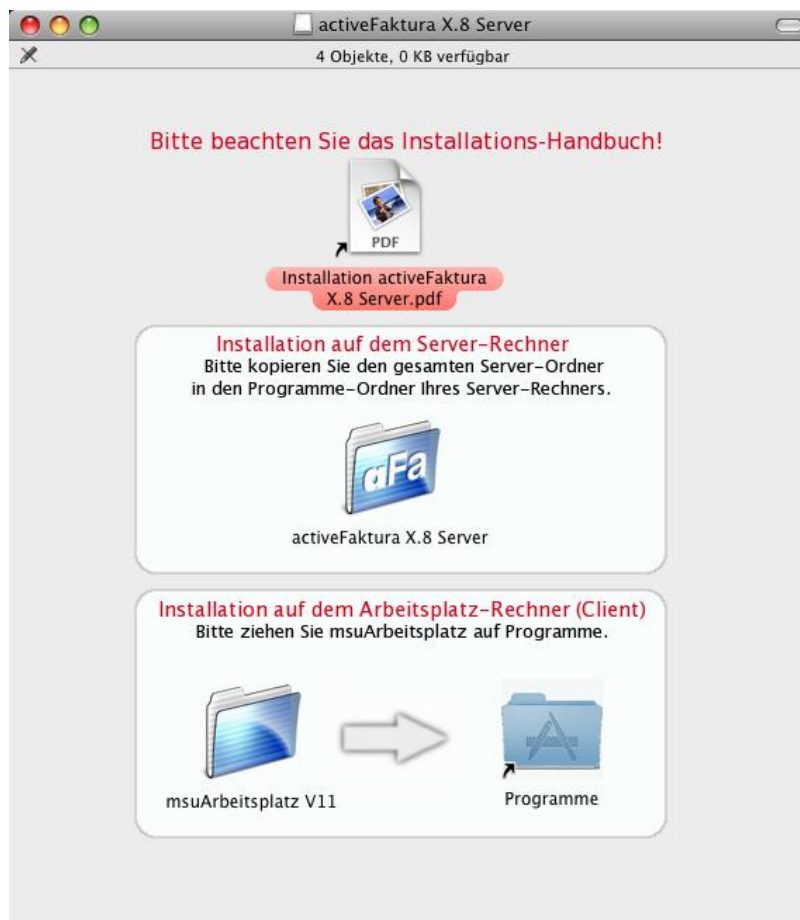 activeFaktura X.8 Server
4 Objekte, 0 KB verfügbar
Bitte beachten Sie das Installations-Handbuch!
PDF
Installation activeFaktura
X.8 Server.pdf
Installation auf dem Server-Rechner
Bitte kopieren Sie den gesamten Server-Ordner
in den Programme-Ordner Ihres Server-Rechners.
aFa
activeFaktura X.8 Server
Installation auf dem Arbeitsplatz-Rechner (Client)
Bitte ziehen Sie msuArbeitsplatz auf Programme.
msuArbeitsplatz V11
Programme